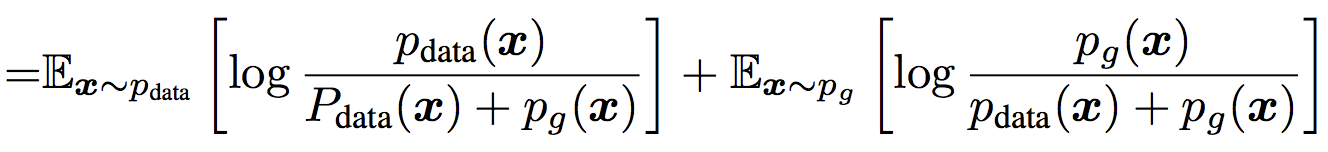 =𝔼_{𝒙∼p_data} [log p_data(𝒙) / (P_data(𝒙) + p_g(𝒙))] + 𝔼_{𝒙∼p_g} [log p_g(𝒙) / (p_data(𝒙) + p_g(𝒙))]